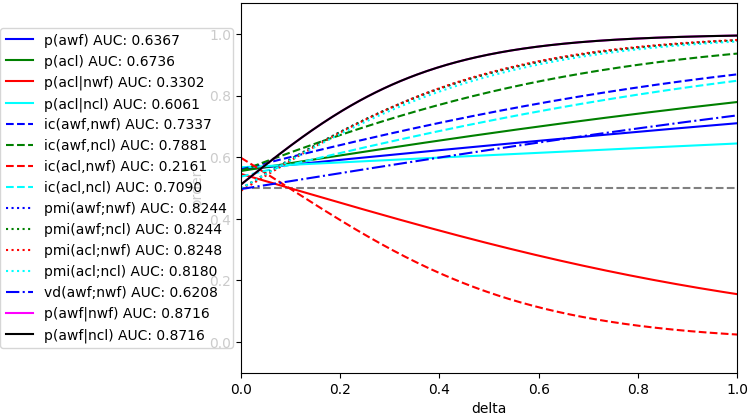 p(awf) AUC: 0.6367
p(acl) AUC: 0.6736
p(acl|nwf) AUC: 0.3302
p(acl|ncl) AUC: 0.6061
ic(awf,nwf) AUC: 0.7337
ic(awf,ncl) AUC: 0.7881
ic(acl,nwf) AUC: 0.2161
ic(acl,ncl) AUC: 0.7090
pmi(awf;nwf) AUC: 0.8244
pmi(awf;ncl) AUC: 0.8244
pmi(acl;nwf) AUC: 0.8248
pmi(acl;ncl) AUC: 0.8180
vd(awf;nwf) AUC: 0.6208
p(awf|nwf) AUC: 0.8716
p(awf|ncl) AUC: 0.8716
1.0
0.8
0.6
0.4
0.2
0.0
0.0 0.2 0.4 0.6 0.8 1.0
delta